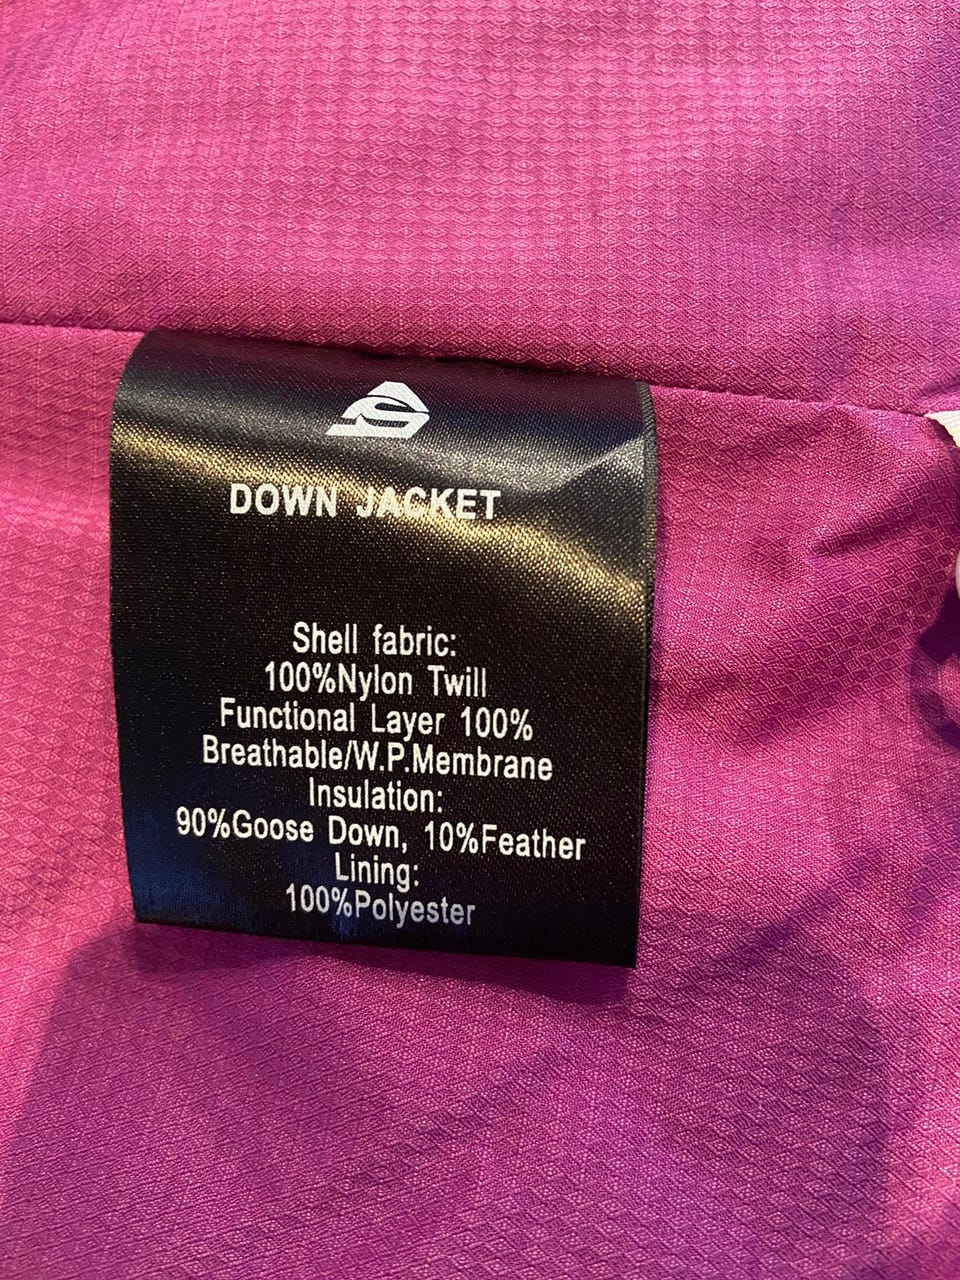 DOWN JACKET
Shell fabric:
100%Nylon Twill
Functional Layer 100%
Breathable/W.P.Membrane
Insulation:
90%Goose Down, 10%Feather
Lining:
100%Polyester